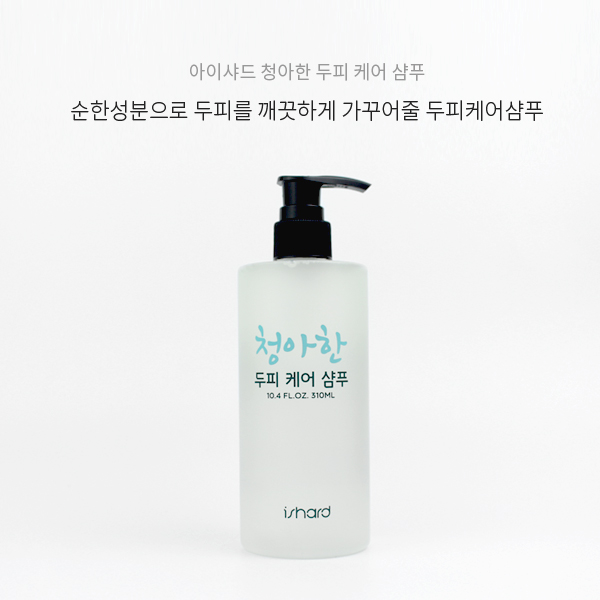 아이샤드 청아한 두피 케어 샴푸
순한성분으로 두피를 깨끗하게 가꾸어줄 두피케어샴푸
청아한
두피 케어 샴푸
10.4 FL.OZ. 310ML
ishard